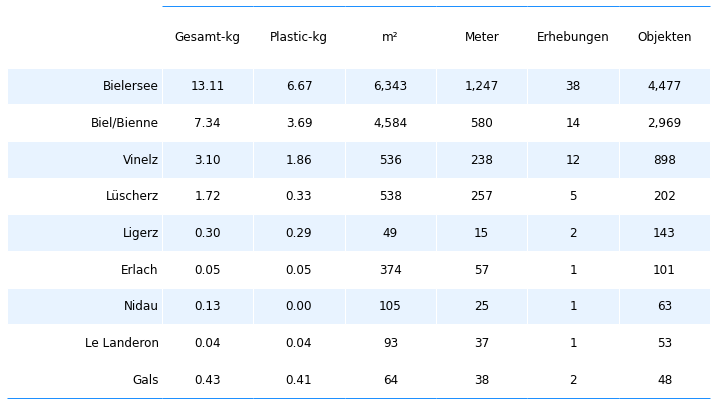 Gesamt-kg Plastic-kg m² Meter Erhebungen Objekten
Bielersee 13.11 6.67 6,343 1,247 38 4,477
Biel/Bienne 7.34 3.69 4,584 580 14 2,969
Vinelz 3.10 1.86 536 238 12 898
Lüscherz 1.72 0.33 538 257 5 202
Ligerz 0.30 0.29 49 15 2 143
Erlach 0.05 0.05 374 57 1 101
Nidau 0.13 0.00 105 25 1 63
Le Landeron 0.04 0.04 93 37 1 53
Gals 0.43 0.41 64 38 2 48